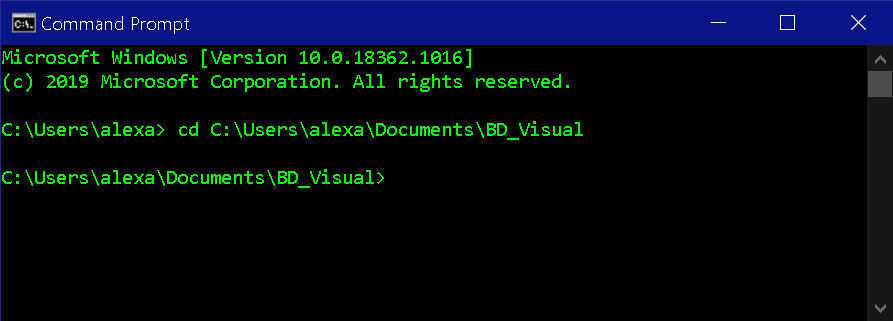 Command Prompt
Microsoft Windows [Version 10.0.18362.1016]
(c) 2019 Microsoft Corporation. All rights reserved.
C:\Users\alexa> cd C:\Users\alexa\Documents\BD_Visual
C:\Users\alexa\Documents\BD_Visual>